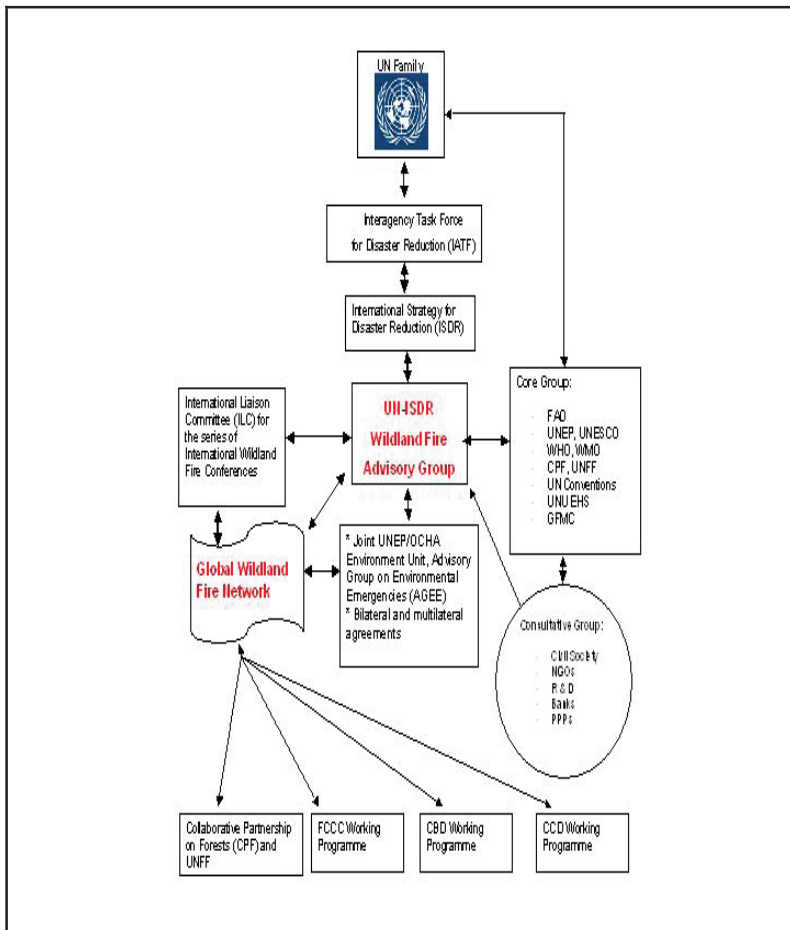 UN Family
Interagency Task Force
for Disaster Reduction (IATF)
International Strategy for
Disaster Reduction (ISDR)
International Liaison
Committee (ILC) for
the series of
International Wildland
Fire Conferences
UN-ISDR
Wildland Fire
Advisory Group
Core Group:
- FAO
- UNEP, UNESCO
- WHO, WMO
- CPF, UNFF
- UN Conventions
- UNU EHS
- GFMC
Global Wildland
Fire Network
* Joint UNEP/OCHA
Environment Unit, Advisory
Group on Environmental
Emergencies (AGEE)
* Bilateral and multilateral
agreements
Consultative Group:
- Civil Society
- NGOs
- R & D
- Banks
- PPPs
Collaborative Partnership
on Forests (CPF) and
UNFF
FCCC Working
Programme
CBD Working
Programme
CCD Working
Programme